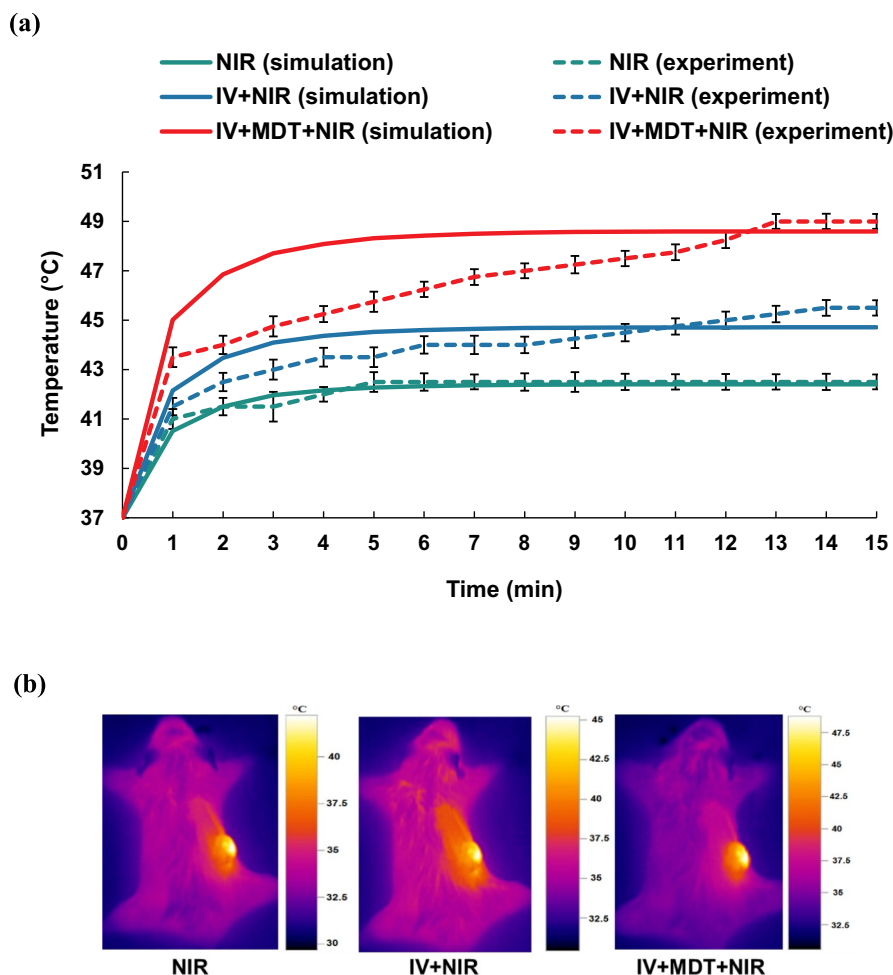 (a)
NIR (simulation) NIR (experiment)
IV+NIR (simulation) IV+NIR (experiment)
IV+MDT+NIR (simulation) IV+MDT+NIR (experiment)
51
49
47
45
43
41
39
37
Temperature (°C)
0 1 2 3 4 5 6 7 8 9 10 11 12 13 14 15
Time (min)
(b)
°C °C °C
40
37.5
35
32.5
30
45
42.5
40
37.5
35
32.5
47.5
45
42.5
40
37.5
35
32.5
NIR IV+NIR IV+MDT+NIR